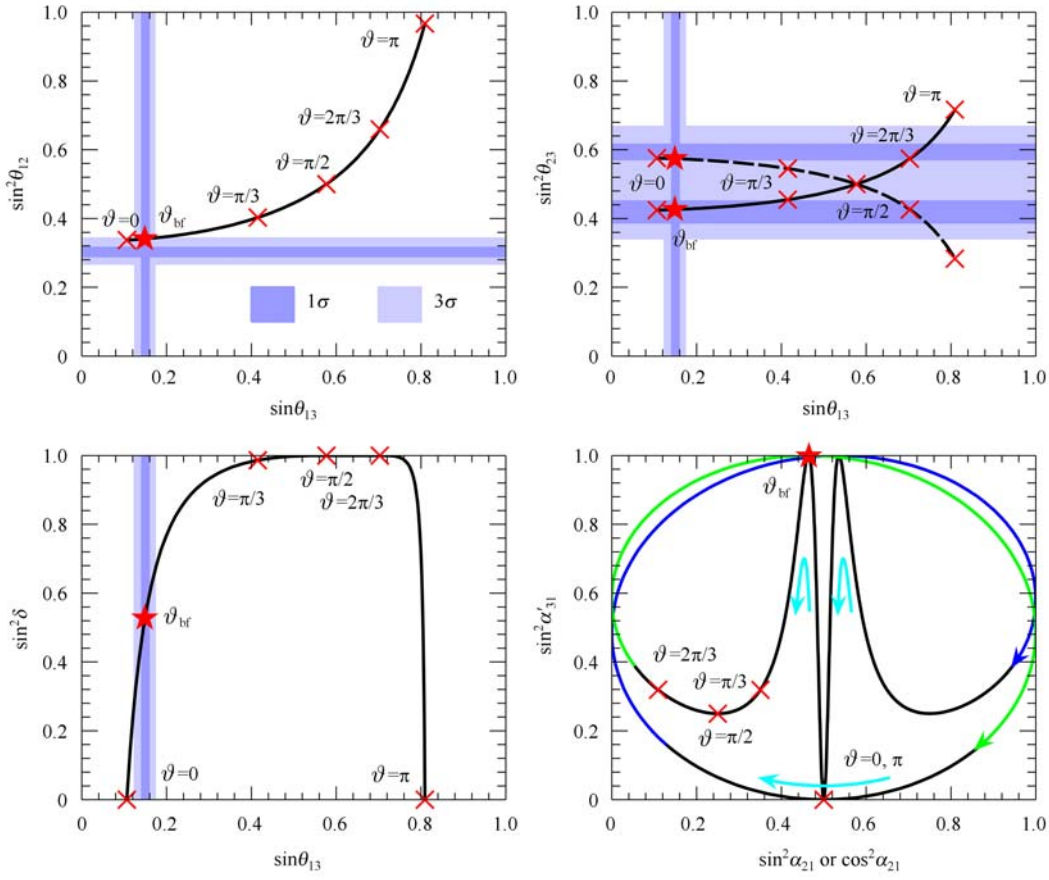 1.0
0.8
0.6
0.4
0.2
0
sin²θ₁₂
ϑ=π
ϑ=2π/3
ϑ=π/2
ϑ=π/3
ϑ=0
ϑbf
1σ
3σ
0 0.2 0.4 0.6 0.8 1.0
sinθ₁₃
1.0
0.8
0.6
0.4
0.2
0
sin²θ₂₃
ϑ=π
ϑ=2π/3
ϑ=0
ϑ=π/3
ϑ=π/2
ϑbf
0 0.2 0.4 0.6 0.8 1.0
sinθ₁₃
1.0
0.8
0.6
0.4
0.2
0
sin²δ
ϑ=π/3
ϑ=π/2
ϑ=2π/3
ϑbf
ϑ=0
ϑ=π
0 0.2 0.4 0.6 0.8 1.0
sinθ₁₃
1.0
0.8
0.6
0.4
0.2
0
sin²α′₃₁
ϑbf
ϑ=2π/3
ϑ=π/3
ϑ=π/2
ϑ=0, π
0 0.2 0.4 0.6 0.8 1.0
sin²α₂₁ or cos²α₂₁